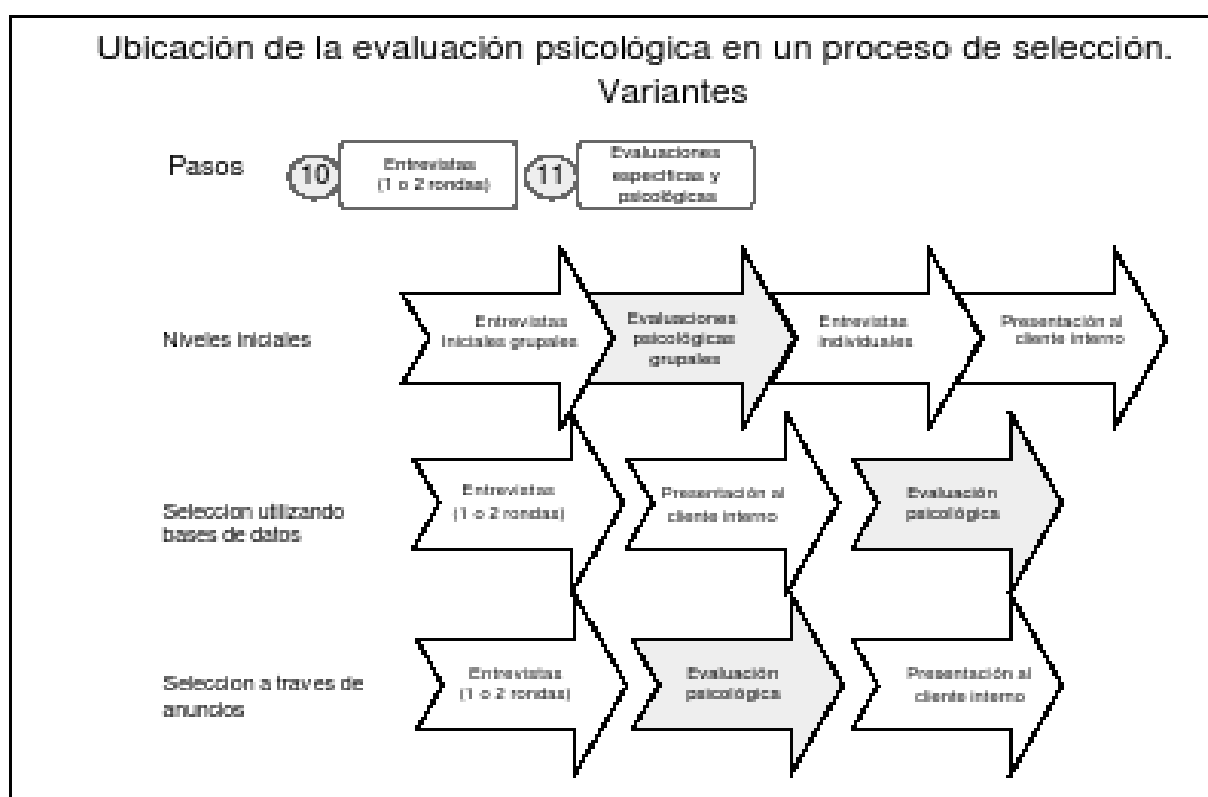 Ubicación de la evaluación psicológica en un proceso de selección.
Variantes
Pasos
10
Entrevistas
(1 o 2 rondas)
11
Evaluaciones
específicas y
psicológicas
Niveles Iniciales
Entrevistas
Iniciales grupales
Evaluaciones
psicológicas
grupales
Entrevistas
individuales
Presentación al
cliente interno
Seleccion utilizando
bases de datos
Entrevistas
(1 o 2 rondas)
Presentación al
cliente interno
Evaluación
psicológica
Seleccion a traves de
anuncios
Entrevistas
(1 o 2 rondas)
Evaluación
psicológica
Presentación al
cliente interno